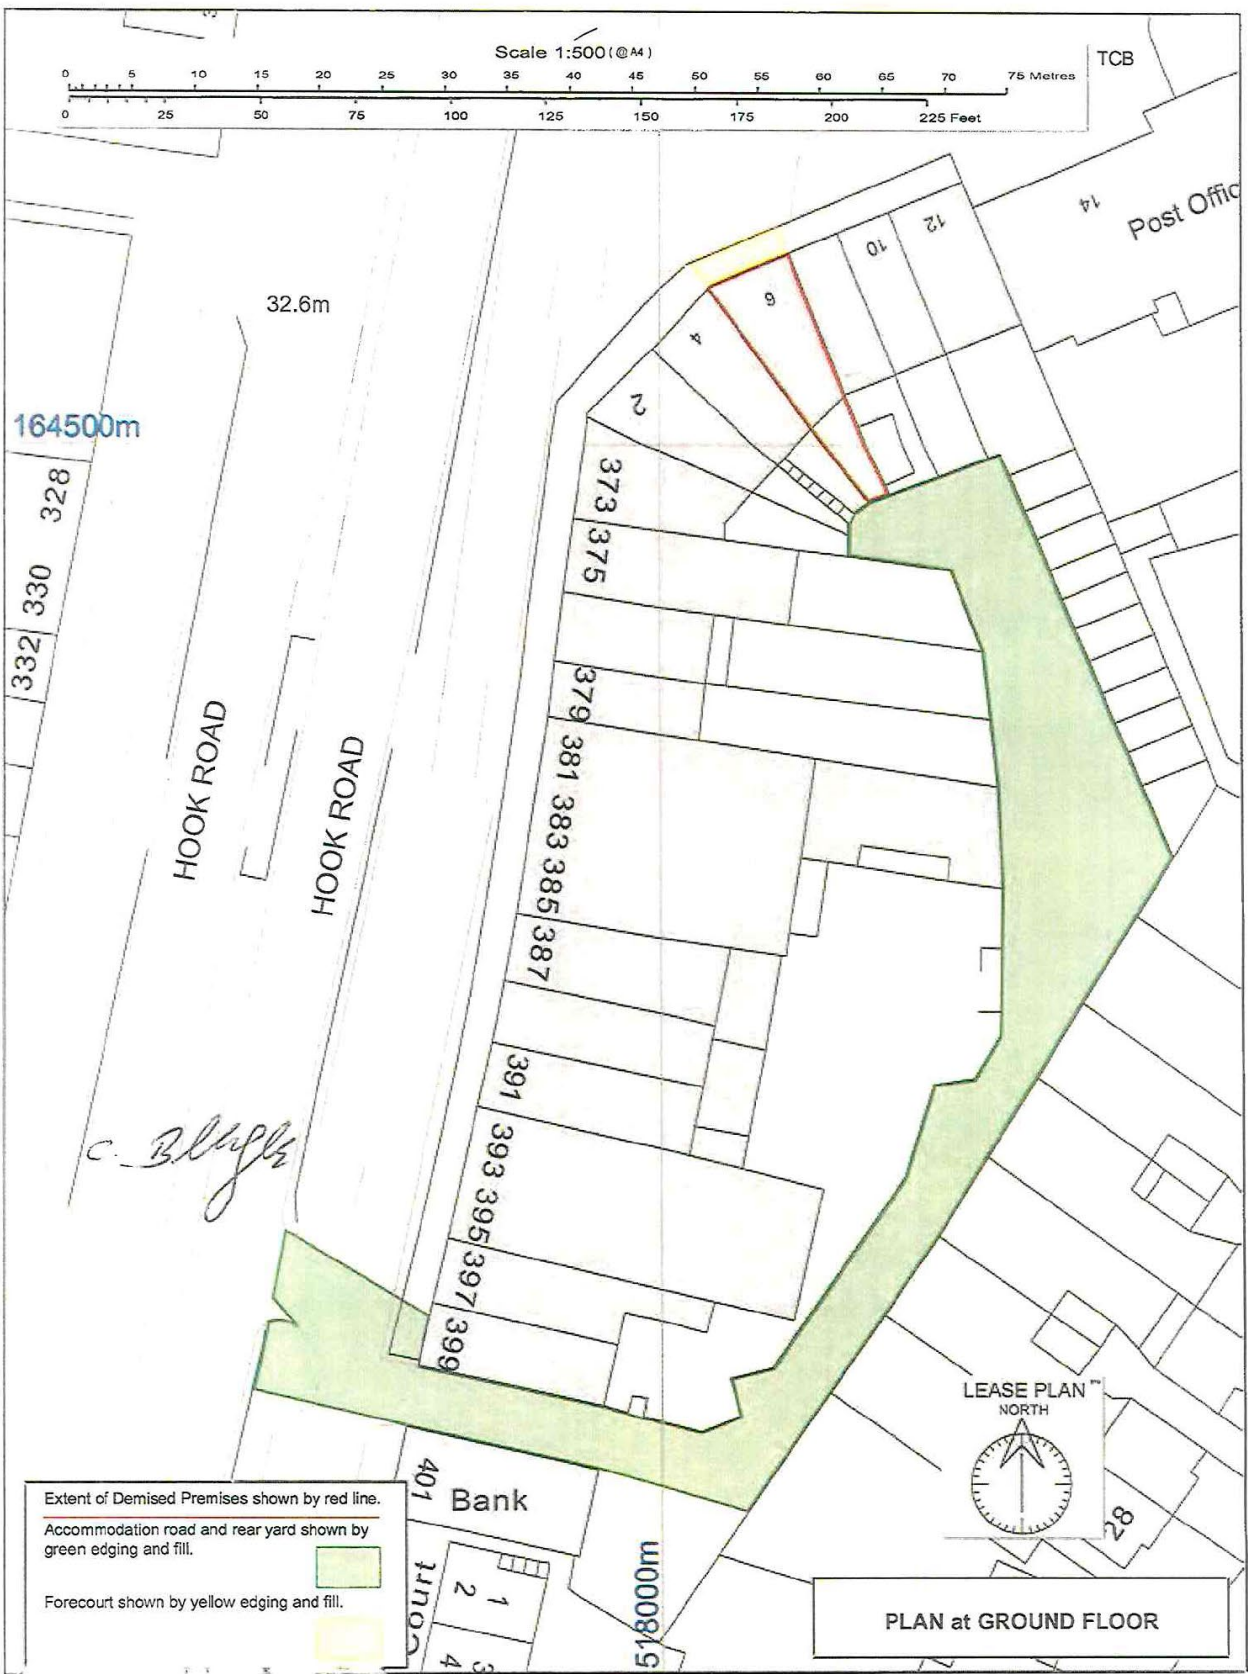 Scale 1:500 (@ A4)
0 5 10 15 20 25 30 35 40 45 50 55 60 65 70 75 Metres
0 25 50 75 100 125 150 175 200 225 Feet
TCB
14
Post Offic
12
10
6
4
2
32.6m
164500m
328
330
332
373
375
379
381
383
385
387
391
393
395
397
399
HOOK ROAD
HOOK ROAD
LEASE PLAN ™
NORTH
28
401
Bank
Court
1
2
3
4
518000m
Extent of Demised Premises shown by red line.
Accommodation road and rear yard shown by
green edging and fill.
Forecourt shown by yellow edging and fill.
PLAN at GROUND FLOOR